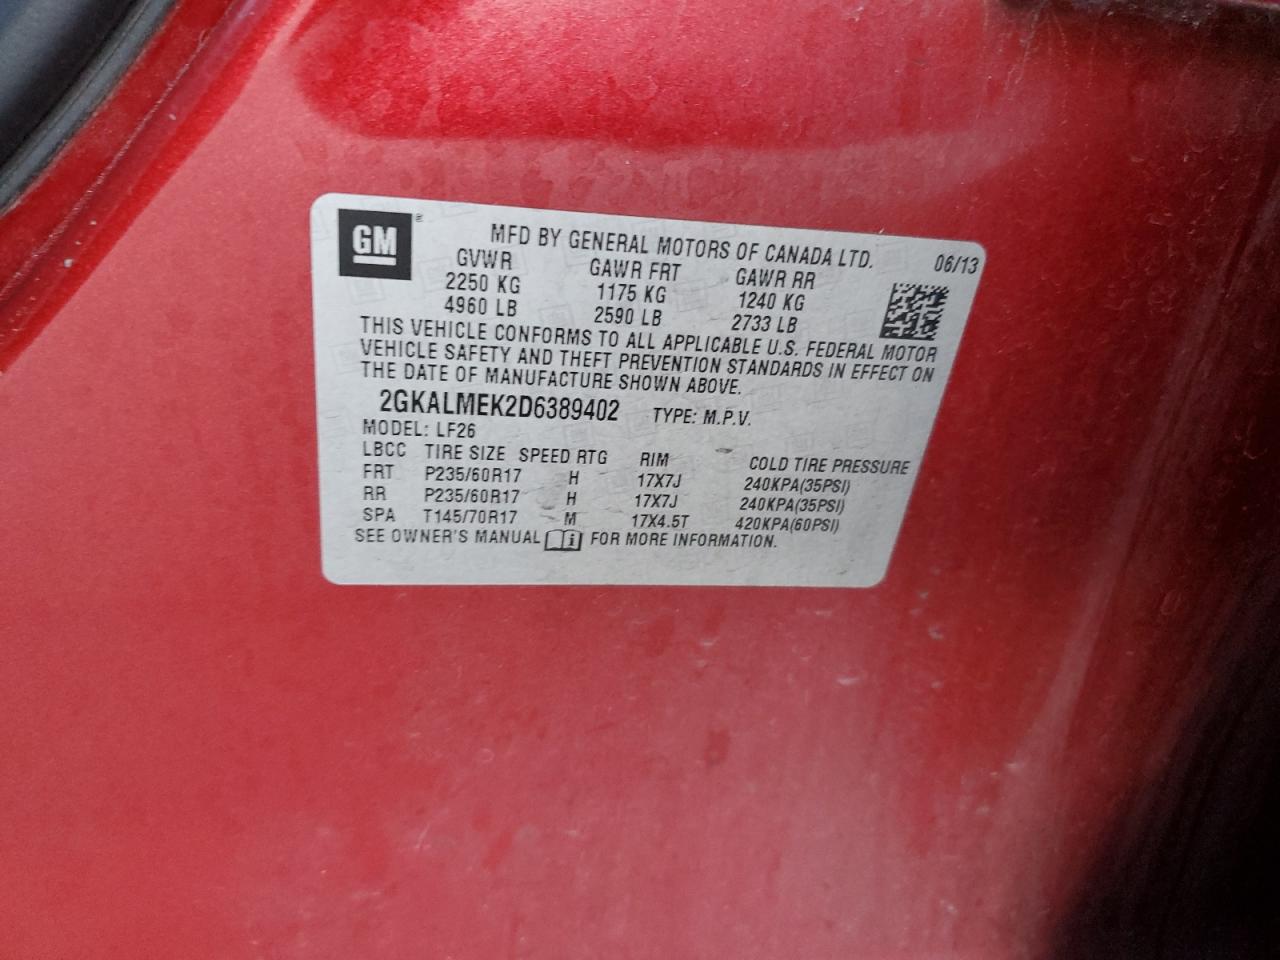 GM ®
MFD BY GENERAL MOTORS OF CANADA LTD. 06/13
GVWR GAWR FRT GAWR RR
2250 KG 1175 KG 1240 KG
4960 LB 2590 LB 2733 LB
THIS VEHICLE CONFORMS TO ALL APPLICABLE U.S. FEDERAL MOTOR
VEHICLE SAFETY AND THEFT PREVENTION STANDARDS IN EFFECT ON
THE DATE OF MANUFACTURE SHOWN ABOVE.
2GKALMEK2D6389402 TYPE: M.P.V.
MODEL: LF26
LBCC TIRE SIZE SPEED RTG RIM COLD TIRE PRESSURE
FRT P235/60R17 H 17X7J 240KPA(35PSI)
RR P235/60R17 H 17X7J 240KPA(35PSI)
SPA T145/70R17 M 17X4.5T 420KPA(60PSI)
SEE OWNER'S MANUAL i FOR MORE INFORMATION.